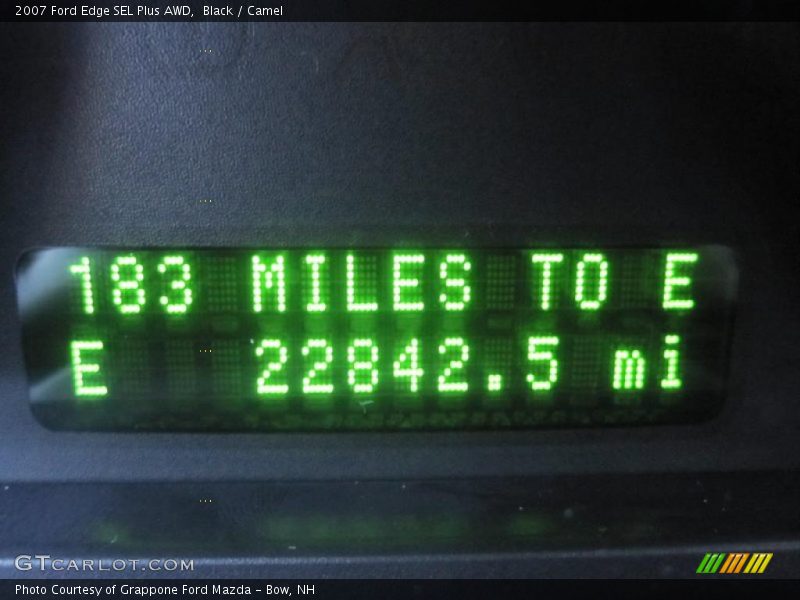 2007 Ford Edge SEL Plus AWD,  Black / Camel
183 MILES TO E
E 22842.5 mi
GTCARLOT.COM
Photo Courtesy of Grappone Ford Mazda - Bow, NH